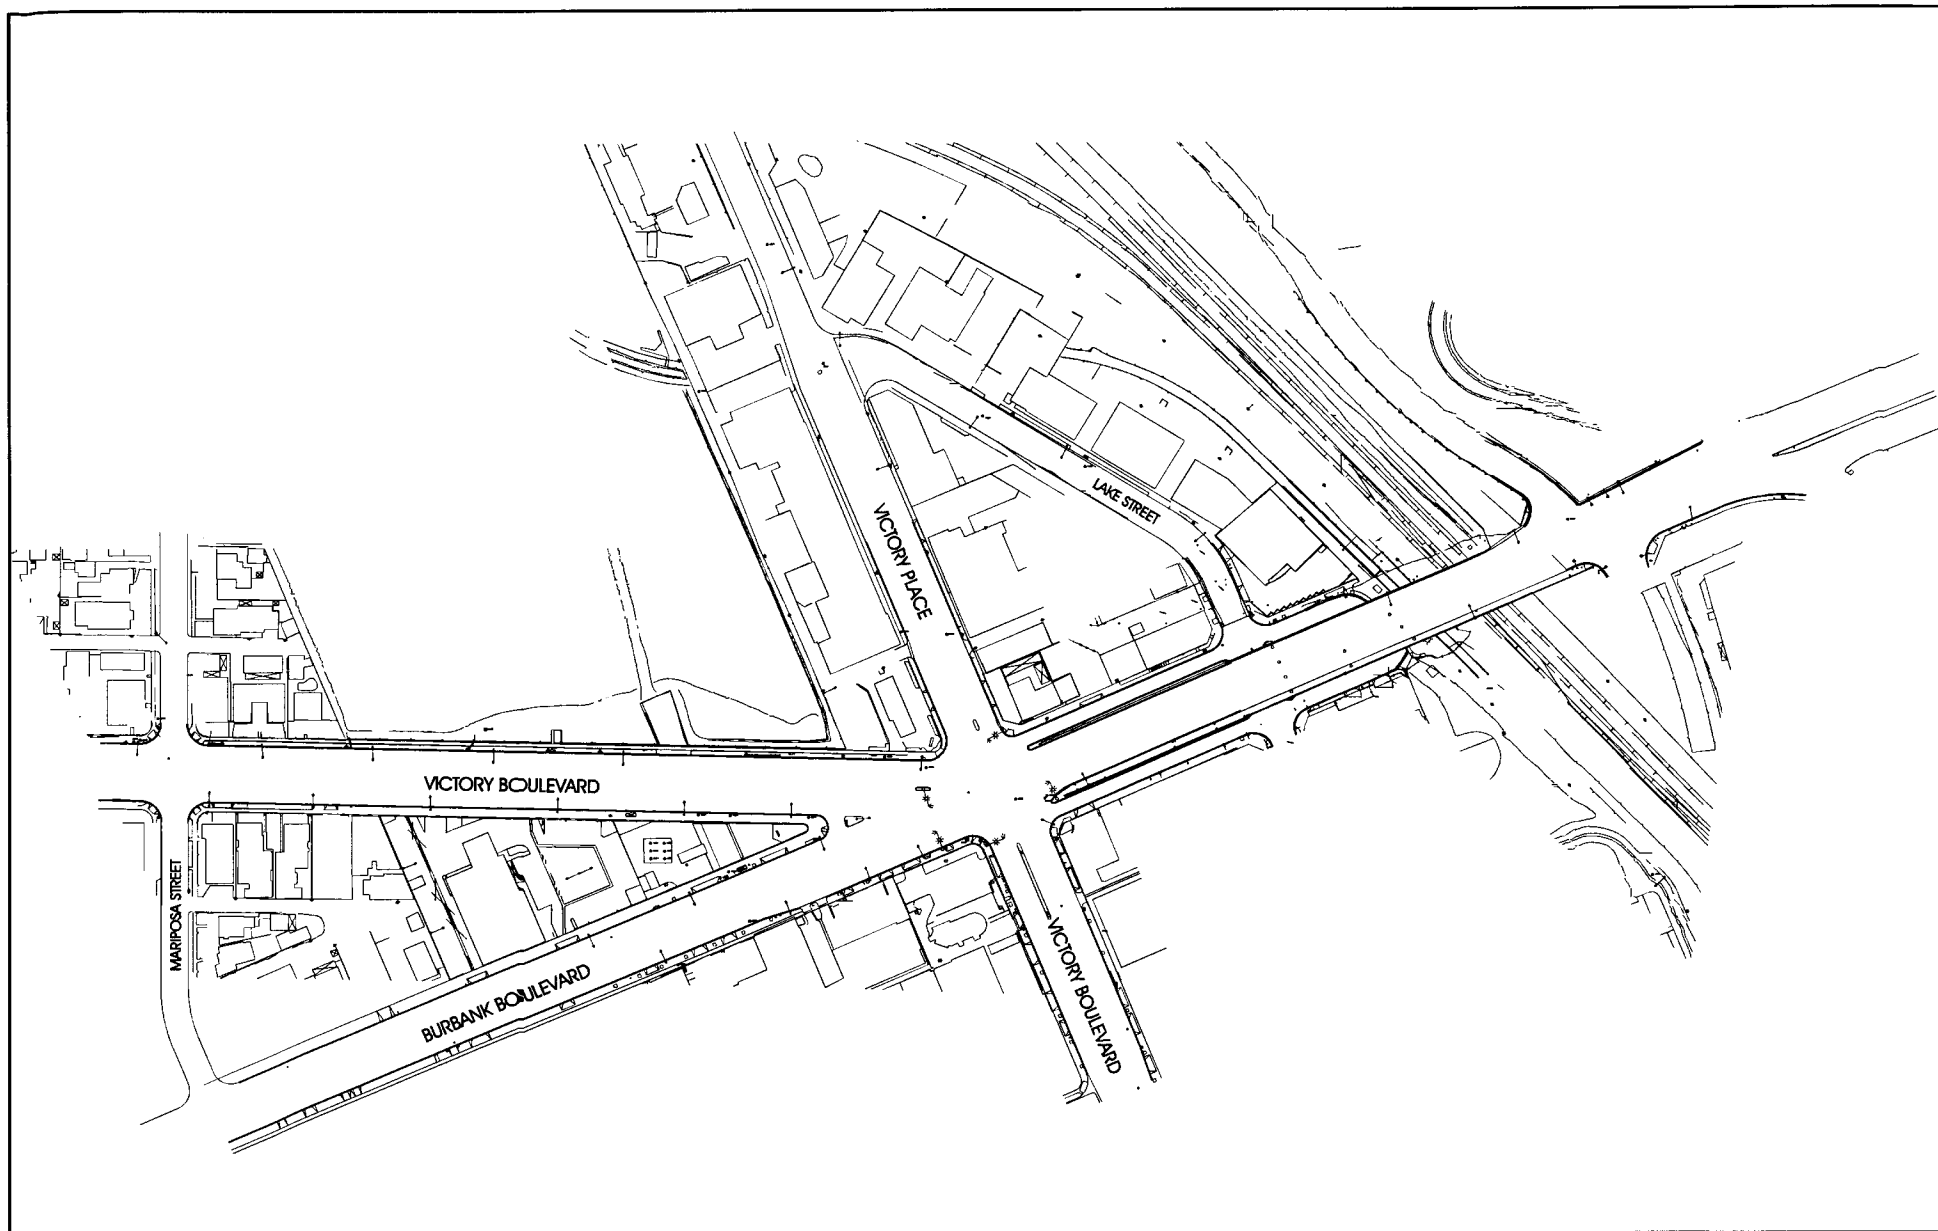 LAKE STREET
VICTORY PLACE
VICTORY BOULEVARD
MARIPOSA STREET
BURBANK BOULEVARD
VICTORY BOULEVARD